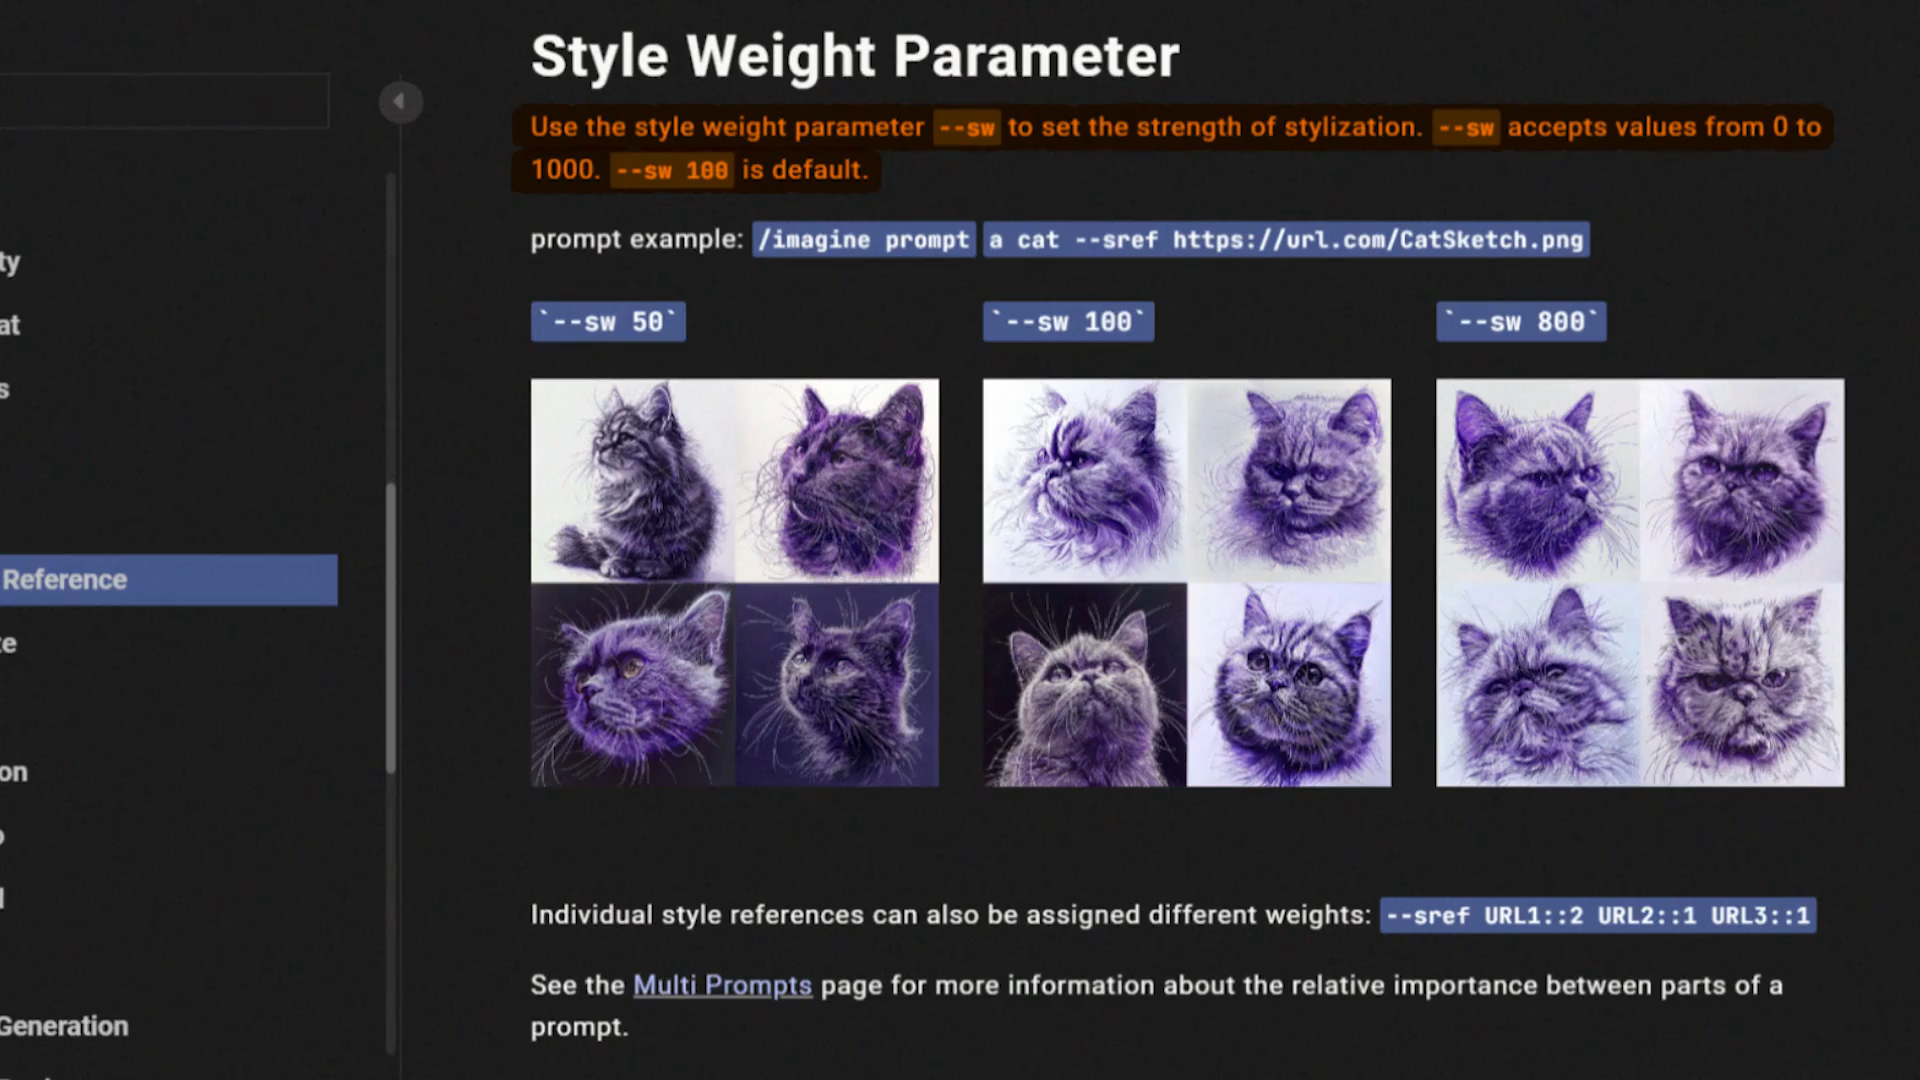 Style Weight Parameter
Use the style weight parameter --sw to set the strength of stylization. --sw accepts values from 0 to
1000. --sw 100 is default.
prompt example: /imagine prompt a cat --sref https://url.com/CatSketch.png
`--sw 50` `--sw 100` `--sw 800`
ty
at
s
Reference
te
on
Individual style references can also be assigned different weights: --sref URL1::2 URL2::1 URL3::1
See the Multi Prompts page for more information about the relative importance between parts of a
prompt.
Generation